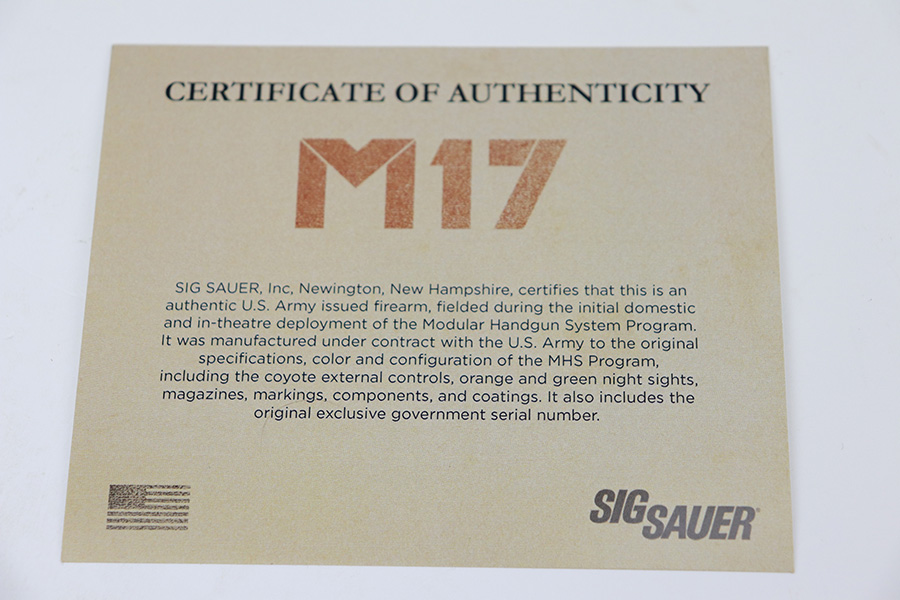 CERTIFICATE OF AUTHENTICITY
M17
SIG SAUER, Inc, Newington, New Hampshire, certifies that this is an
authentic U.S. Army issued firearm, fielded during the initial domestic
and in-theatre deployment of the Modular Handgun System Program.
It was manufactured under contract with the U.S. Army to the original
specifications, color and configuration of the MHS Program,
including the coyote external controls, orange and green night sights,
magazines, markings, components, and coatings. It also includes the
original exclusive government serial number.
SIG SAUER